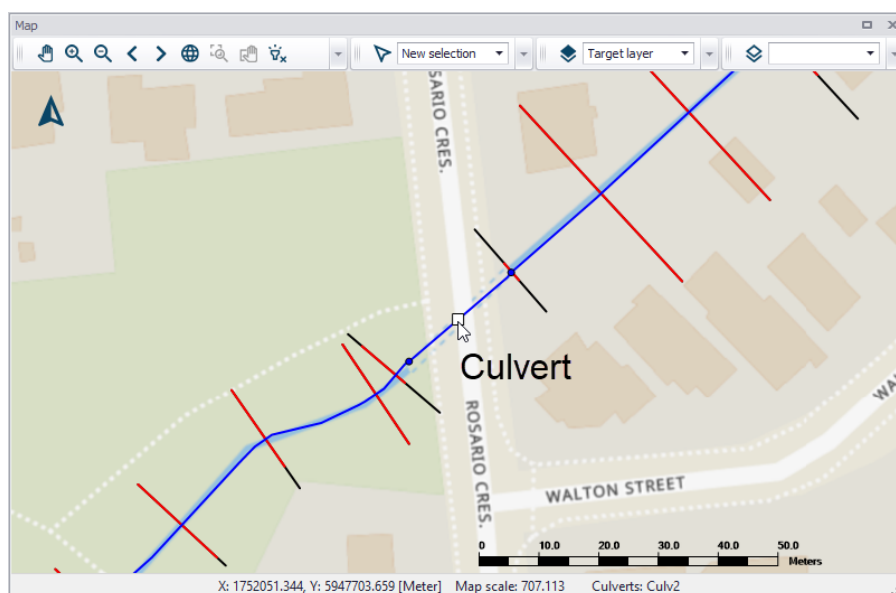 Map
New selection
Target layer
ROSARIO CRES.
Culvert
ROSARIO CRES.
WALTON STREET
0 10.0 20.0 30.0 40.0 50.0
Meters
X: 1752051.344, Y: 5947703.659 [Meter] Map scale: 707.113 Culverts: Culv2